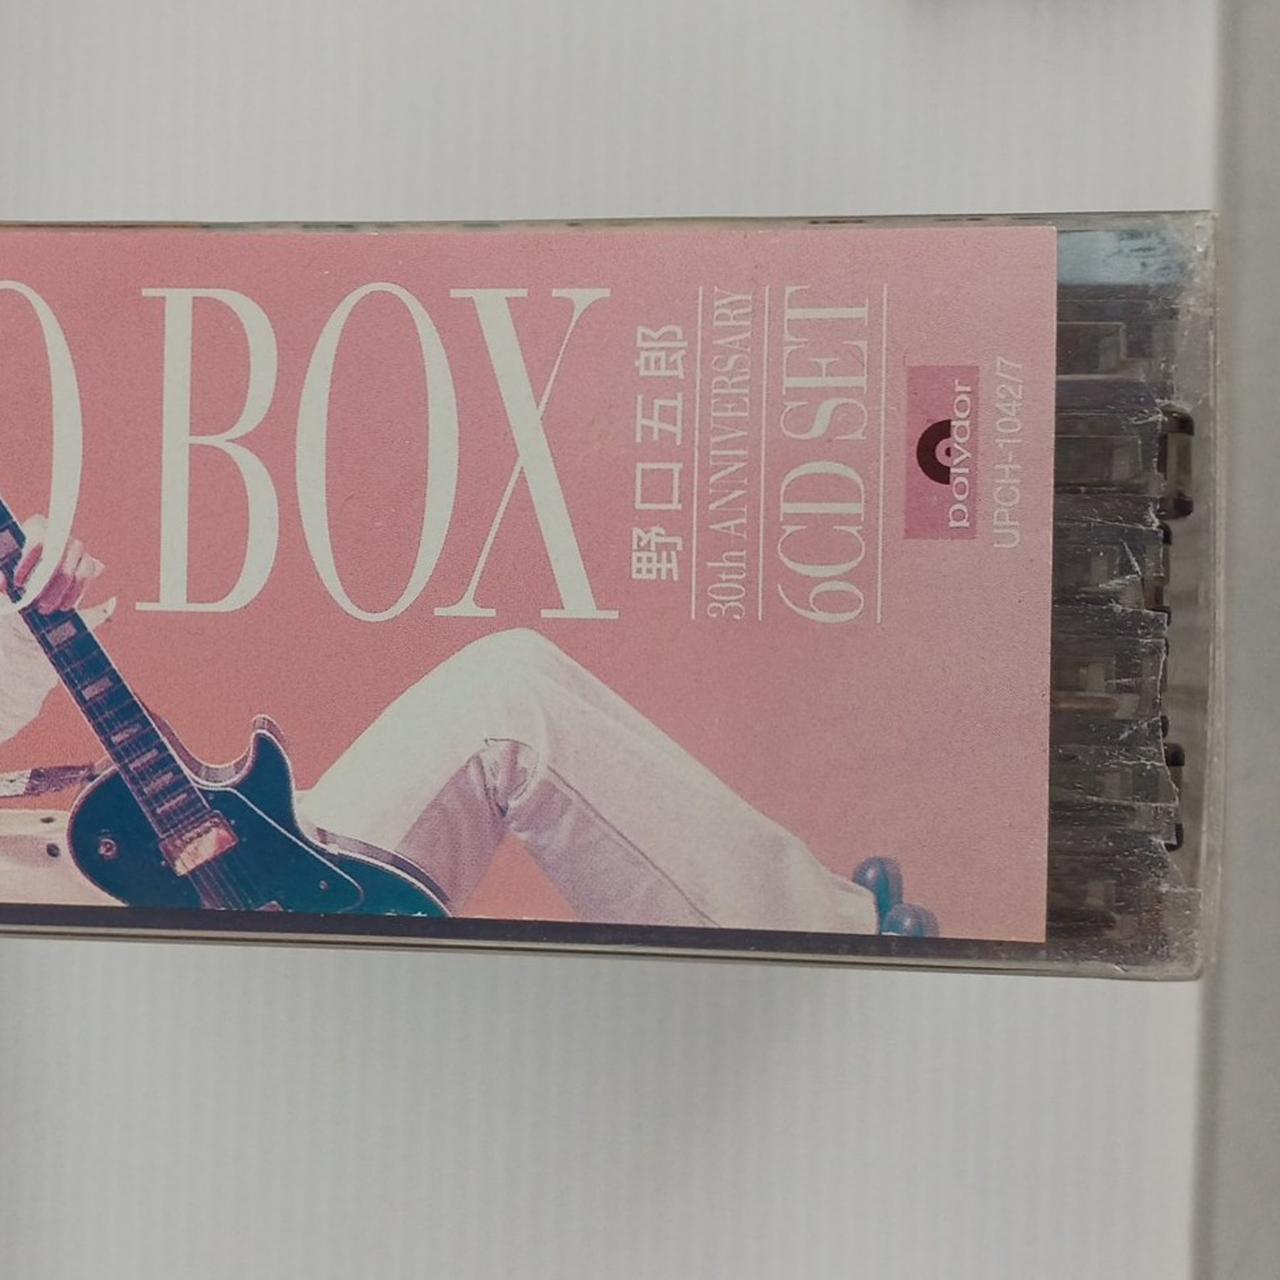 O BOX
野口五郎
30th ANNIVERSARY
6CD SET
polydor
UPCH-1042/7